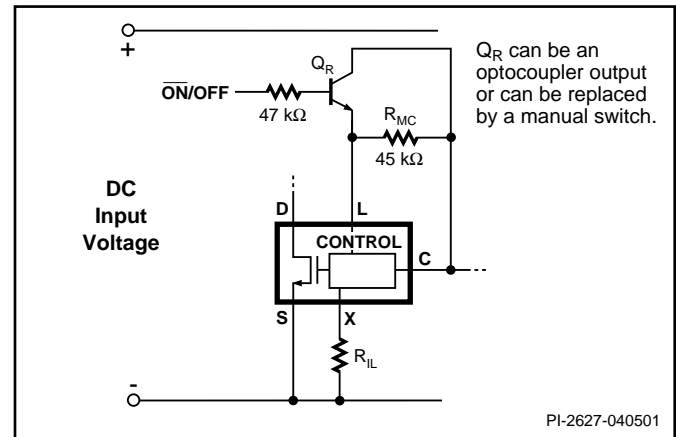 +
Q_R
Q_R can be an
optocoupler output
or can be replaced
by a manual switch.
O̅N̅/OFF
47 kΩ
R_MC
45 kΩ
DC
Input
Voltage
D
L
CONTROL
C
S
X
R_IL
-
PI-2627-040501